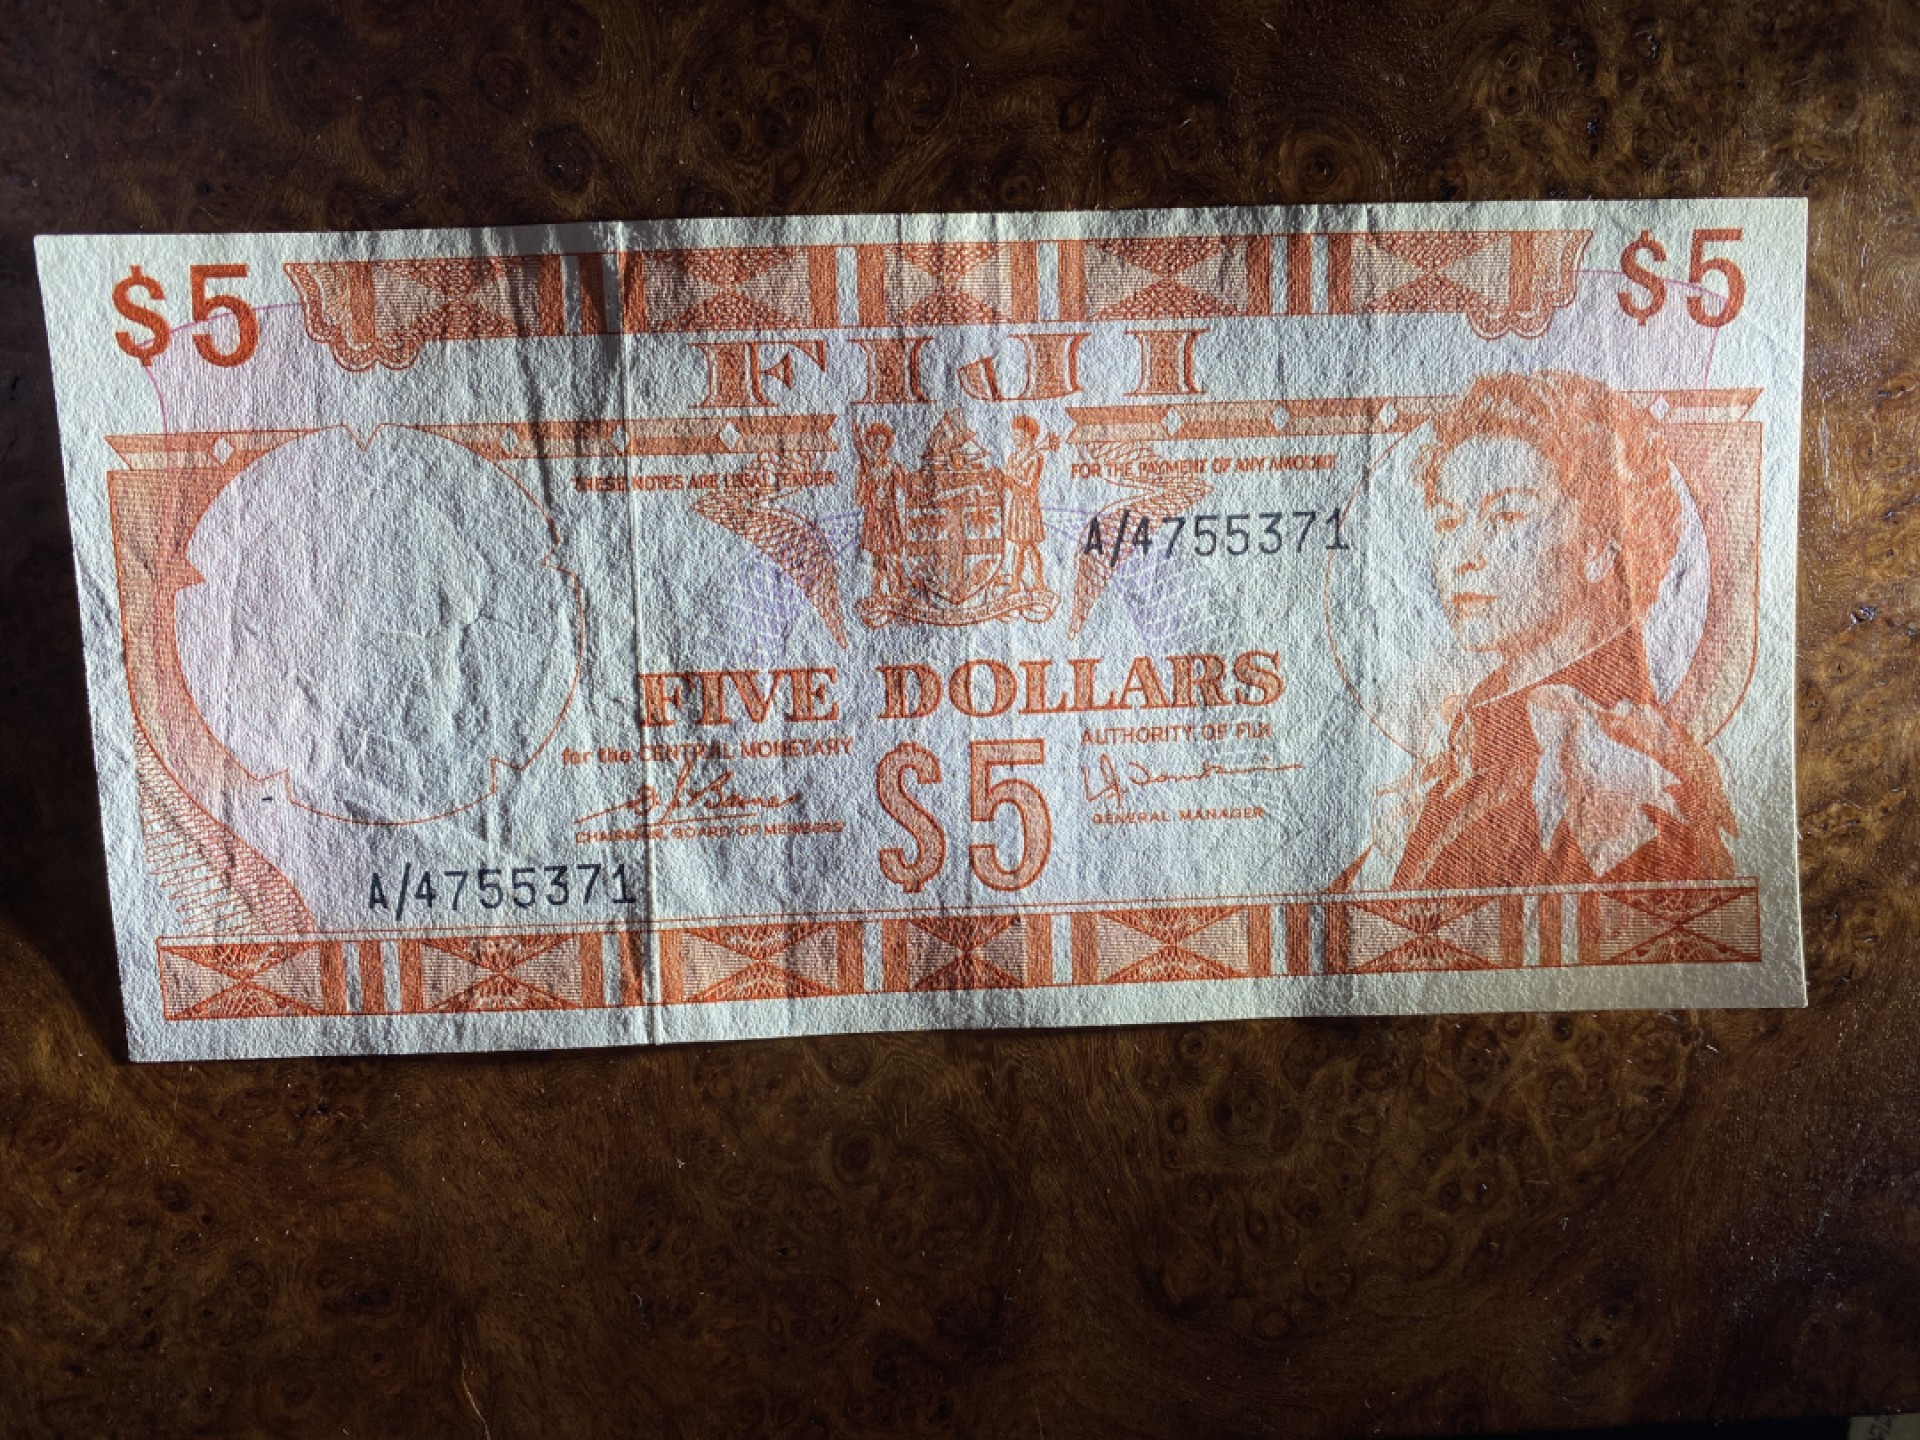 $5 $5
FIJI
THESE NOTES ARE LEGAL TENDER FOR THE PAYMENT OF ANY AMOUNT
A/4755371
FIVE DOLLARS
for the CENTRAL MONETARY AUTHORITY OF FIJI
$5
CHAIRMAN, BOARD OF MEMBERS
GENERAL MANAGER
A/4755371